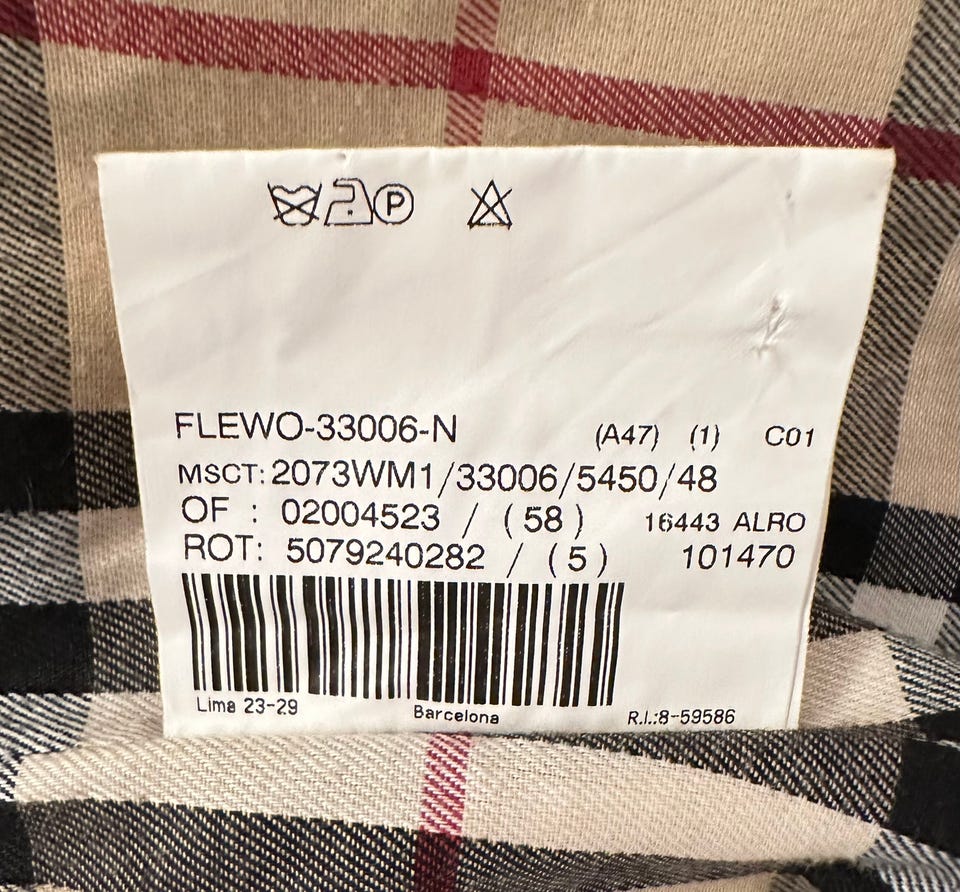 P
FLEWO-33006-N (A47) (1) C01
MSCT: 2073WM1/33006/5450/48
OF : 02004523 / (58) 16443 ALRO
ROT: 5079240282 / (5) 101470
Lima 23-29 Barcelona R.I.:8-59586